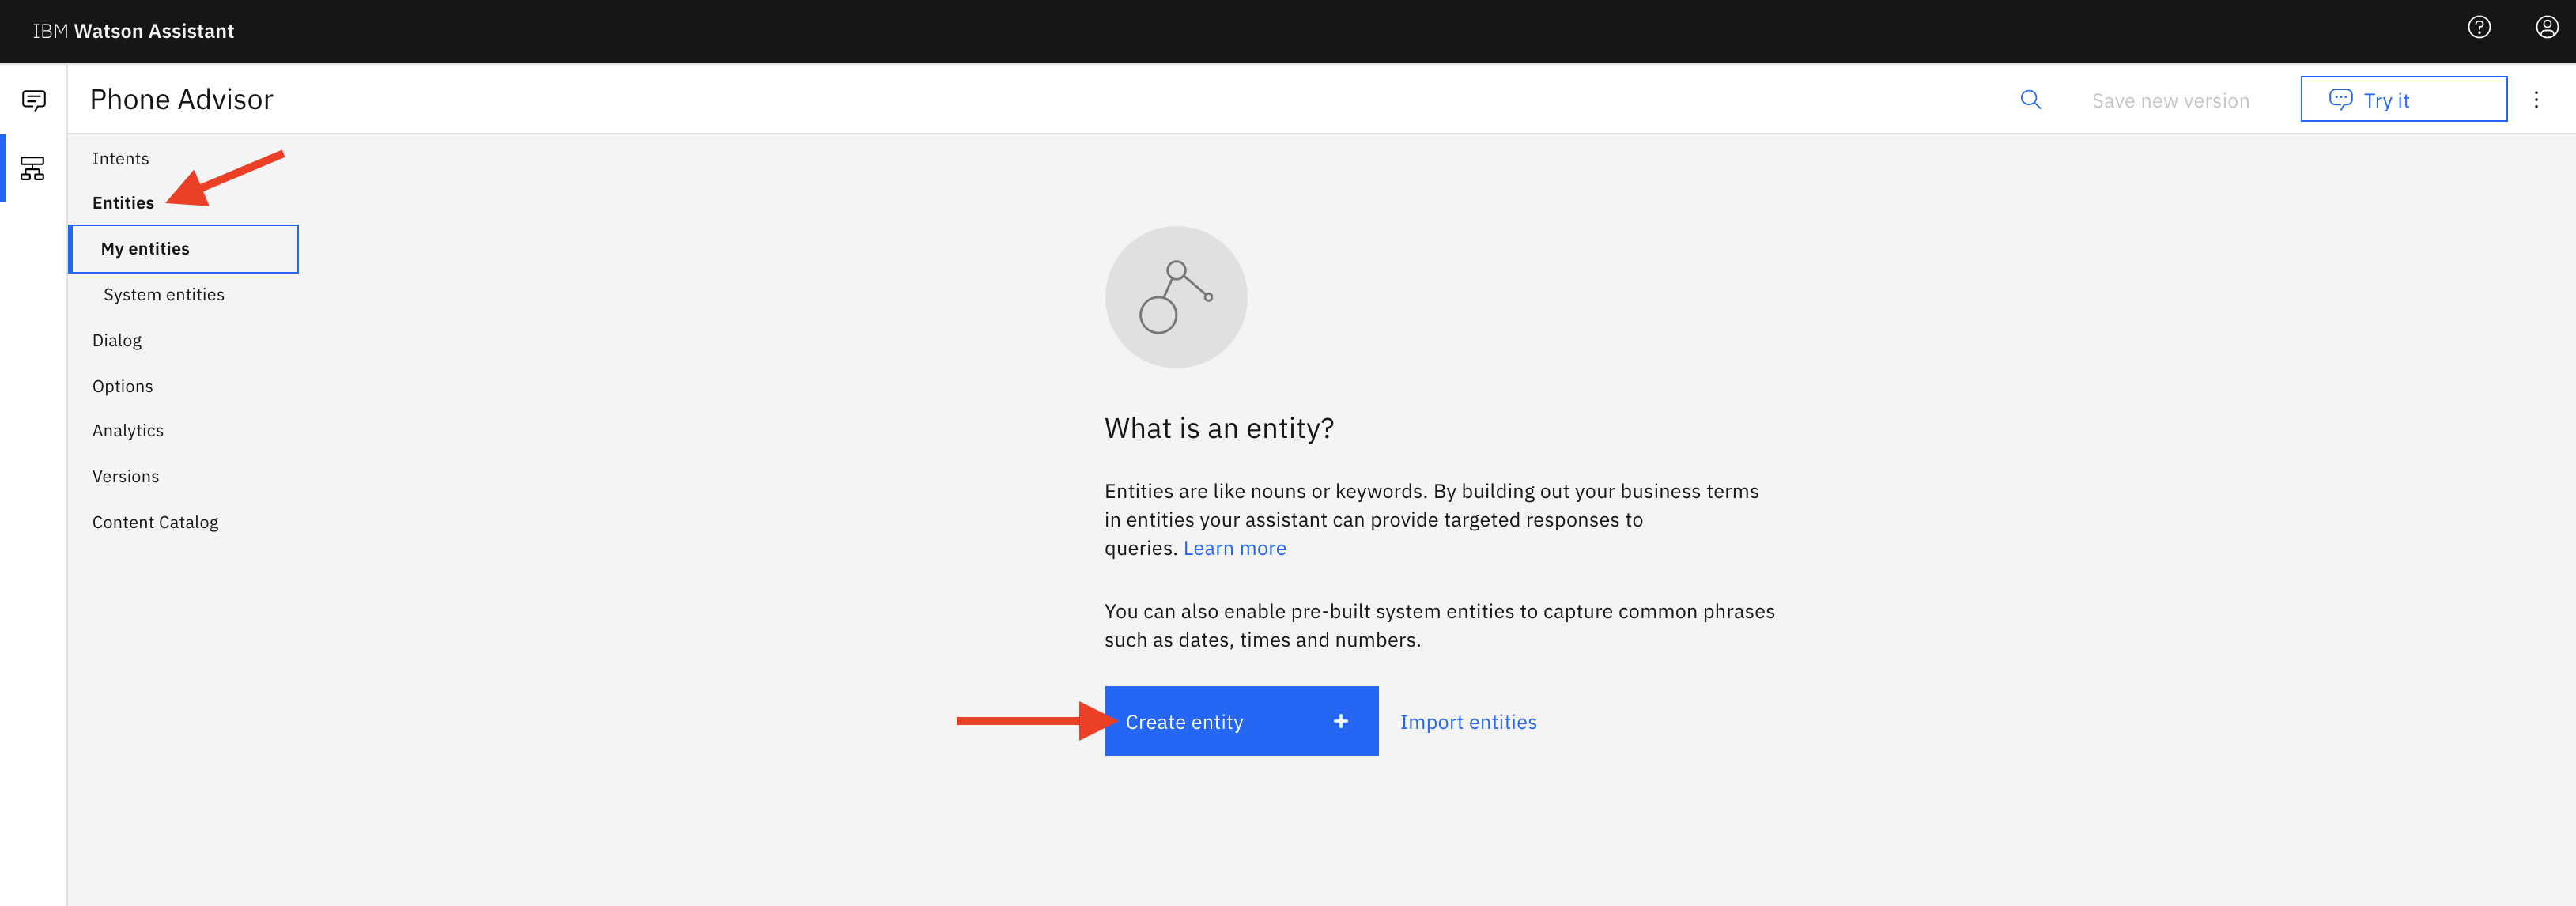 IBM Watson Assistant
Phone Advisor
Save new version
Try it
Intents
Entities
My entities
System entities
Dialog
Options
Analytics
Versions
Content Catalog
What is an entity?
Entities are like nouns or keywords. By building out your business terms
in entities your assistant can provide targeted responses to
queries. Learn more
You can also enable pre-built system entities to capture common phrases
such as dates, times and numbers.
Create entity +
Import entities